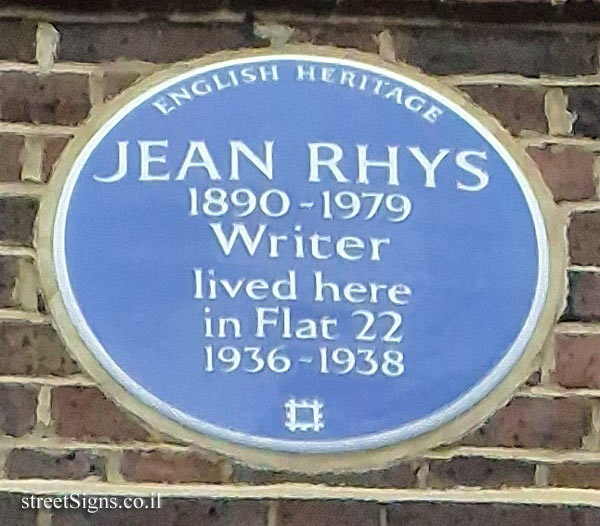 ENGLISH HERITAGE
JEAN RHYS
1890-1979
Writer
lived here
in Flat 22
1936-1938
streetSigns.co.il